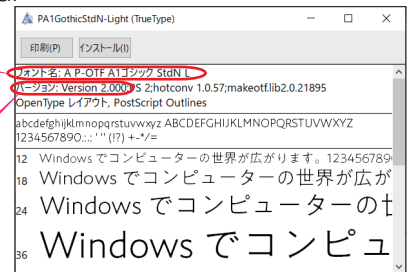 PA1GothicStdN-Light (TrueType)
印刷(P) インストール(I)
フォント名: A P-OTF A1ゴシック StdN L
バージョン: Version 2.000;PS 2;hotconv 1.0.57;makeotf.lib2.0.21895
OpenType レイアウト, PostScript Outlines
abcdefghijklmnopqrstuvwxyz ABCDEFGHIJKLMNOPQRSTUVWXYZ
1234567890.:,; ' " (!?) +-*/=
12 Windows でコンピューターの世界が広がります。1234567890
18 Windows でコンピューターの世界が広が
24 Windows でコンピューターの世
36 Windows でコンピュ